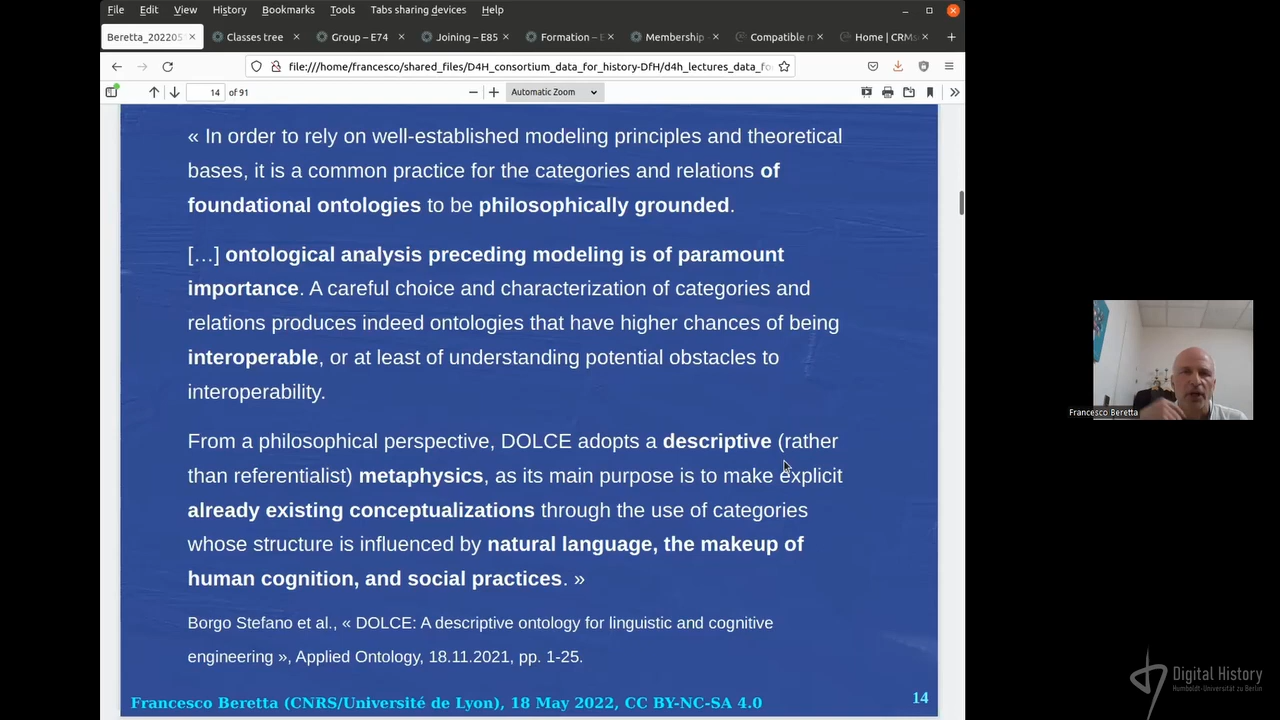 File Edit View History Bookmarks Tools Tabs sharing devices Help
Beretta_202205 Classes tree Group – E74 Joining – E85 Formation – E Membership Compatible m Home | CRMs
file:///home/francesco/shared_files/D4H_consortium_data_for_history-DfH/d4h_lectures_data_fo
14 of 91 Automatic Zoom
« In order to rely on well-established modeling principles and theoretical
bases, it is a common practice for the categories and relations of
foundational ontologies to be philosophically grounded.
[…] ontological analysis preceding modeling is of paramount
importance. A careful choice and characterization of categories and
relations produces indeed ontologies that have higher chances of being
interoperable, or at least of understanding potential obstacles to
interoperability.
From a philosophical perspective, DOLCE adopts a descriptive (rather
than referentialist) metaphysics, as its main purpose is to make explicit
already existing conceptualizations through the use of categories
whose structure is influenced by natural language, the makeup of
human cognition, and social practices. »
Borgo Stefano et al., « DOLCE: A descriptive ontology for linguistic and cognitive
engineering », Applied Ontology, 18.11.2021, pp. 1-25.
Francesco Beretta (CNRS/Université de Lyon), 18 May 2022, CC BY-NC-SA 4.0
14
Francesco Beretta
Digital History
Humboldt-Universität zu Berlin